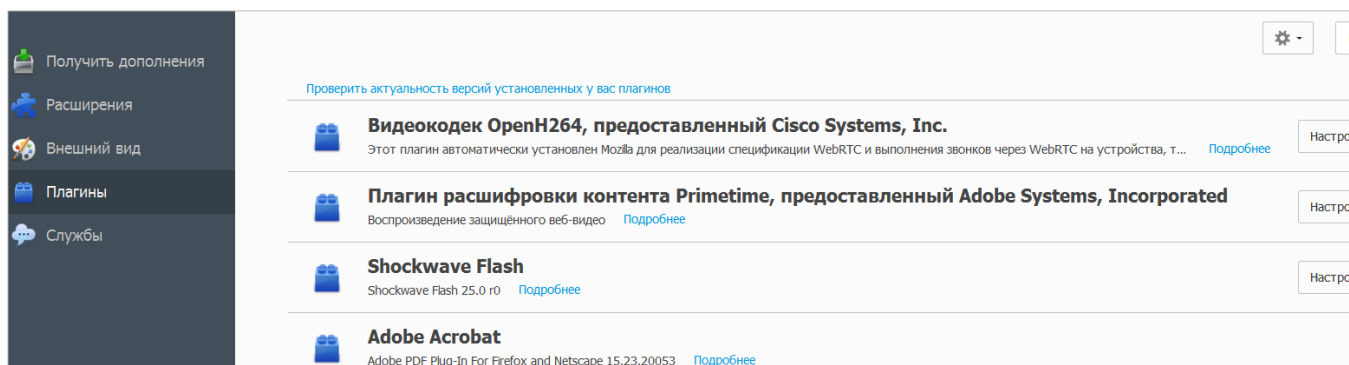 Получить дополнения
Расширения
Внешний вид
Плагины
Службы
Проверить актуальность версий установленных у вас плагинов
Видеокодек OpenH264, предоставленный Cisco Systems, Inc.
Этот плагин автоматически установлен Mozilla для реализации спецификации WebRTC и выполнения звонков через WebRTC на устройства, т... Подробнее
Настро
Плагин расшифровки контента Primetime, предоставленный Adobe Systems, Incorporated
Воспроизведение защищённого веб-видео Подробнее
Настро
Shockwave Flash
Shockwave Flash 25.0 r0 Подробнее
Настро
Adobe Acrobat
Adobe PDF Plug-In For Firefox and Netscape 15.23.20053 Подробнее